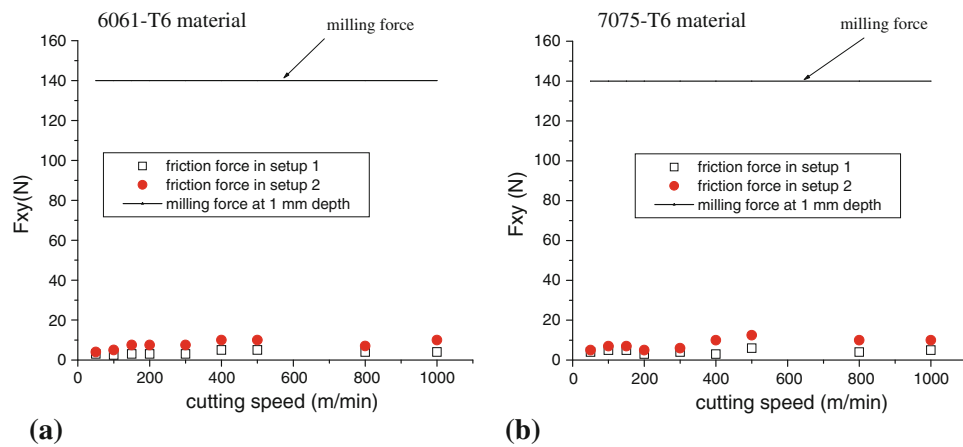 6061-T6 material
milling force
160
140
120
100
80
60
40
20
0
Fxy(N)
friction force in setup 1
friction force in setup 2
milling force at 1 mm depth
0 200 400 600 800 1000
cutting speed (m/min)
(a)
7075-T6 material
milling force
160
140
120
100
80
60
40
20
0
Fxy (N)
friction force in setup 1
friction force in setup 2
milling force at 1 mm depth
0 200 400 600 800 1000
cutting speed (m/min)
(b)